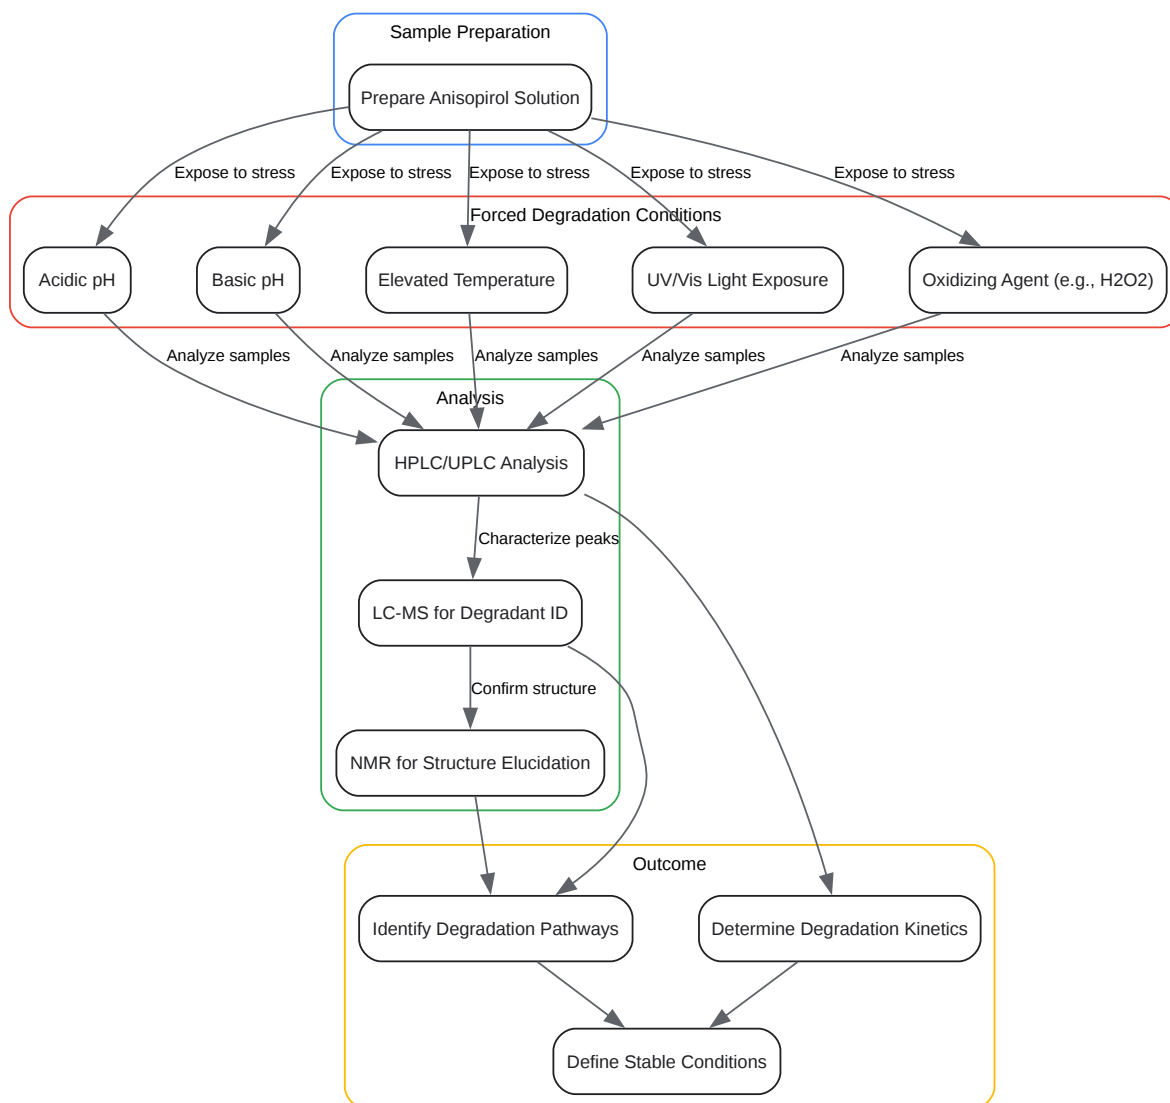 Sample Preparation
Prepare Anisopirol Solution
Expose to stress
Expose to stress
Expose to stress
Expose to stress
Expose to stress
Forced Degradation Conditions
Acidic pH
Basic pH
Elevated Temperature
UV/Vis Light Exposure
Oxidizing Agent (e.g., H2O2)
Analyze samples
Analyze samples
Analyze samples
Analyze samples
Analyze samples
Analysis
HPLC/UPLC Analysis
Characterize peaks
LC-MS for Degradant ID
Confirm structure
NMR for Structure Elucidation
Outcome
Identify Degradation Pathways
Determine Degradation Kinetics
Define Stable Conditions